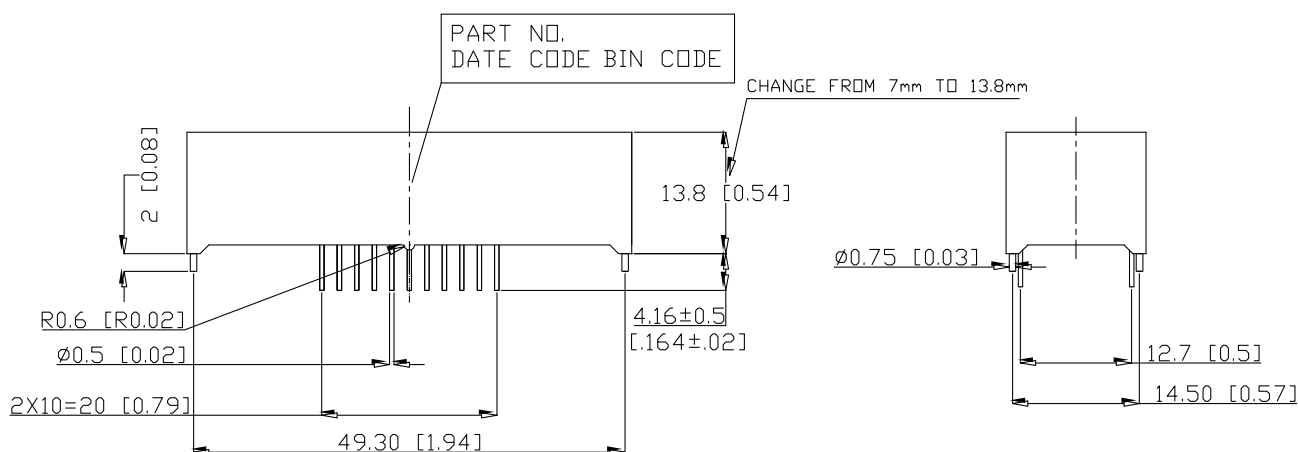 PART NO.
DATE CODE BIN CODE
CHANGE FROM 7mm TO 13.8mm
2 [0.08]
13.8 [0.54]
Ø0.75 [0.03]
R0.6 [R0.02]
4.16±0.5
[.164±.02]
Ø0.5 [0.02]
12.7 [0.5]
14.50 [0.57]
2X10=20 [0.79]
49.30 [1.94]